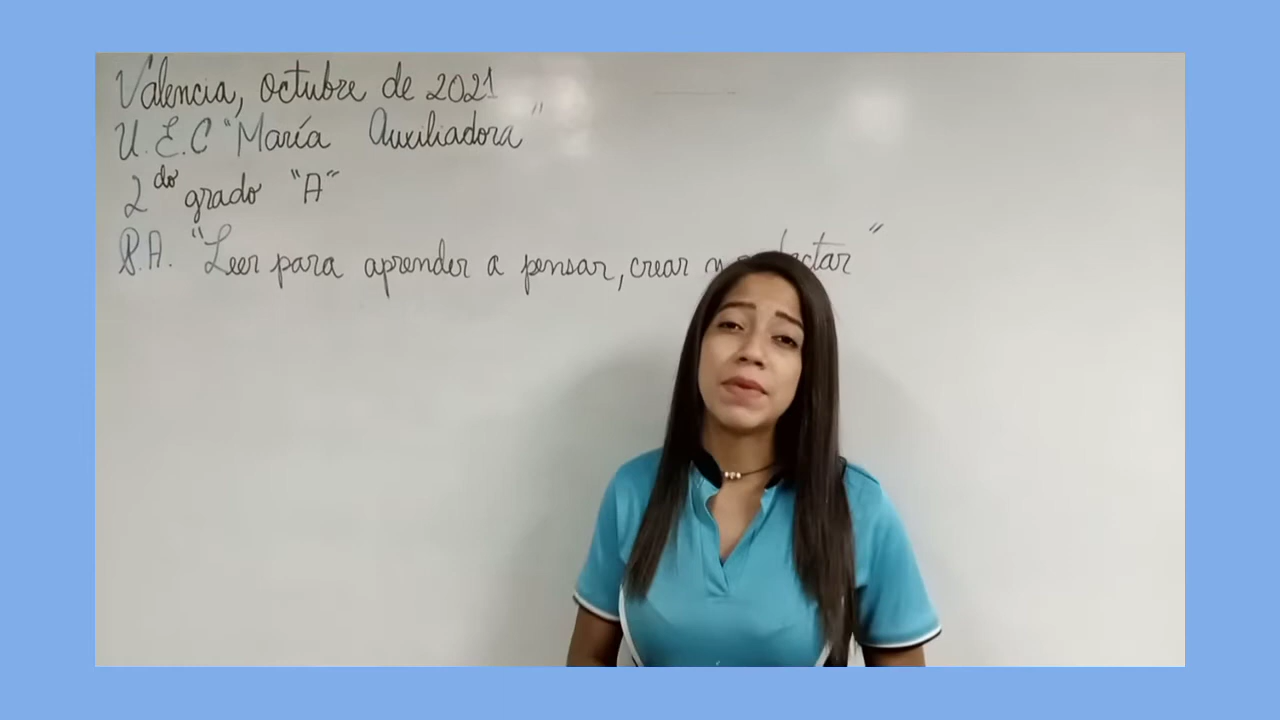 Valencia, octubre de 2021
U.E.C "María Auxiliadora"
2do grado "A"
P.A. "Leer para aprender a pensar, crear y"